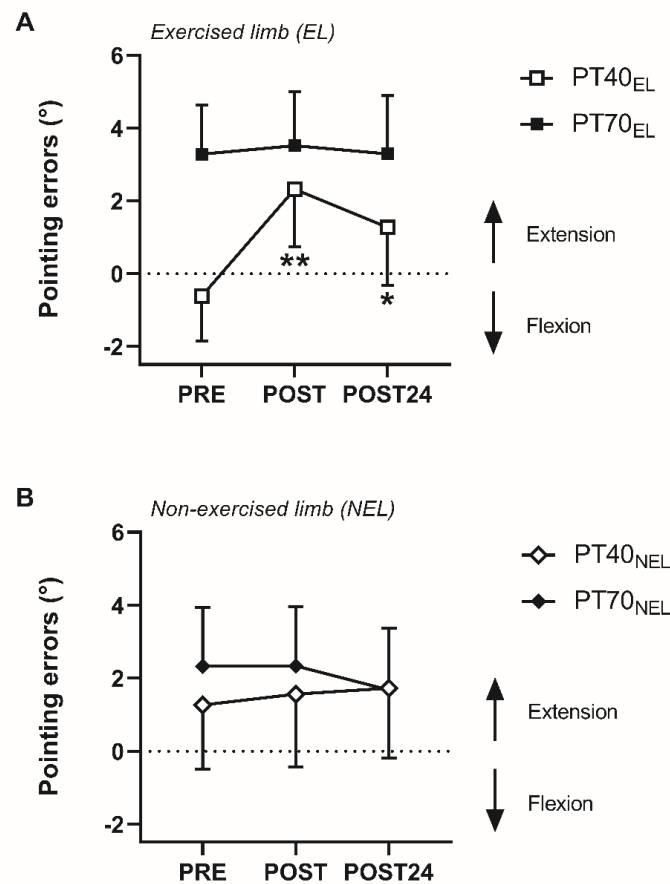 A
Exercised limb (EL)
Pointing errors (°)
6
4
2
0
-2
**
*
PRE POST POST24
PT40EL
PT70EL
Extension
Flexion
B
Non-exercised limb (NEL)
Pointing errors (°)
6
4
2
0
-2
PRE POST POST24
PT40NEL
PT70NEL
Extension
Flexion